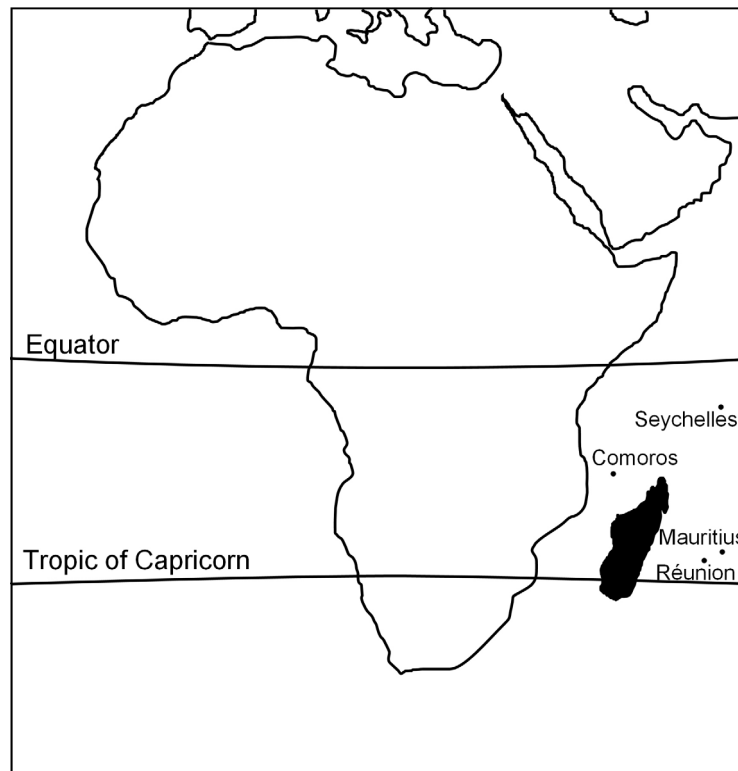 Equator
Seychelles
Comoros
Mauritius
Tropic of Capricorn
Réunion